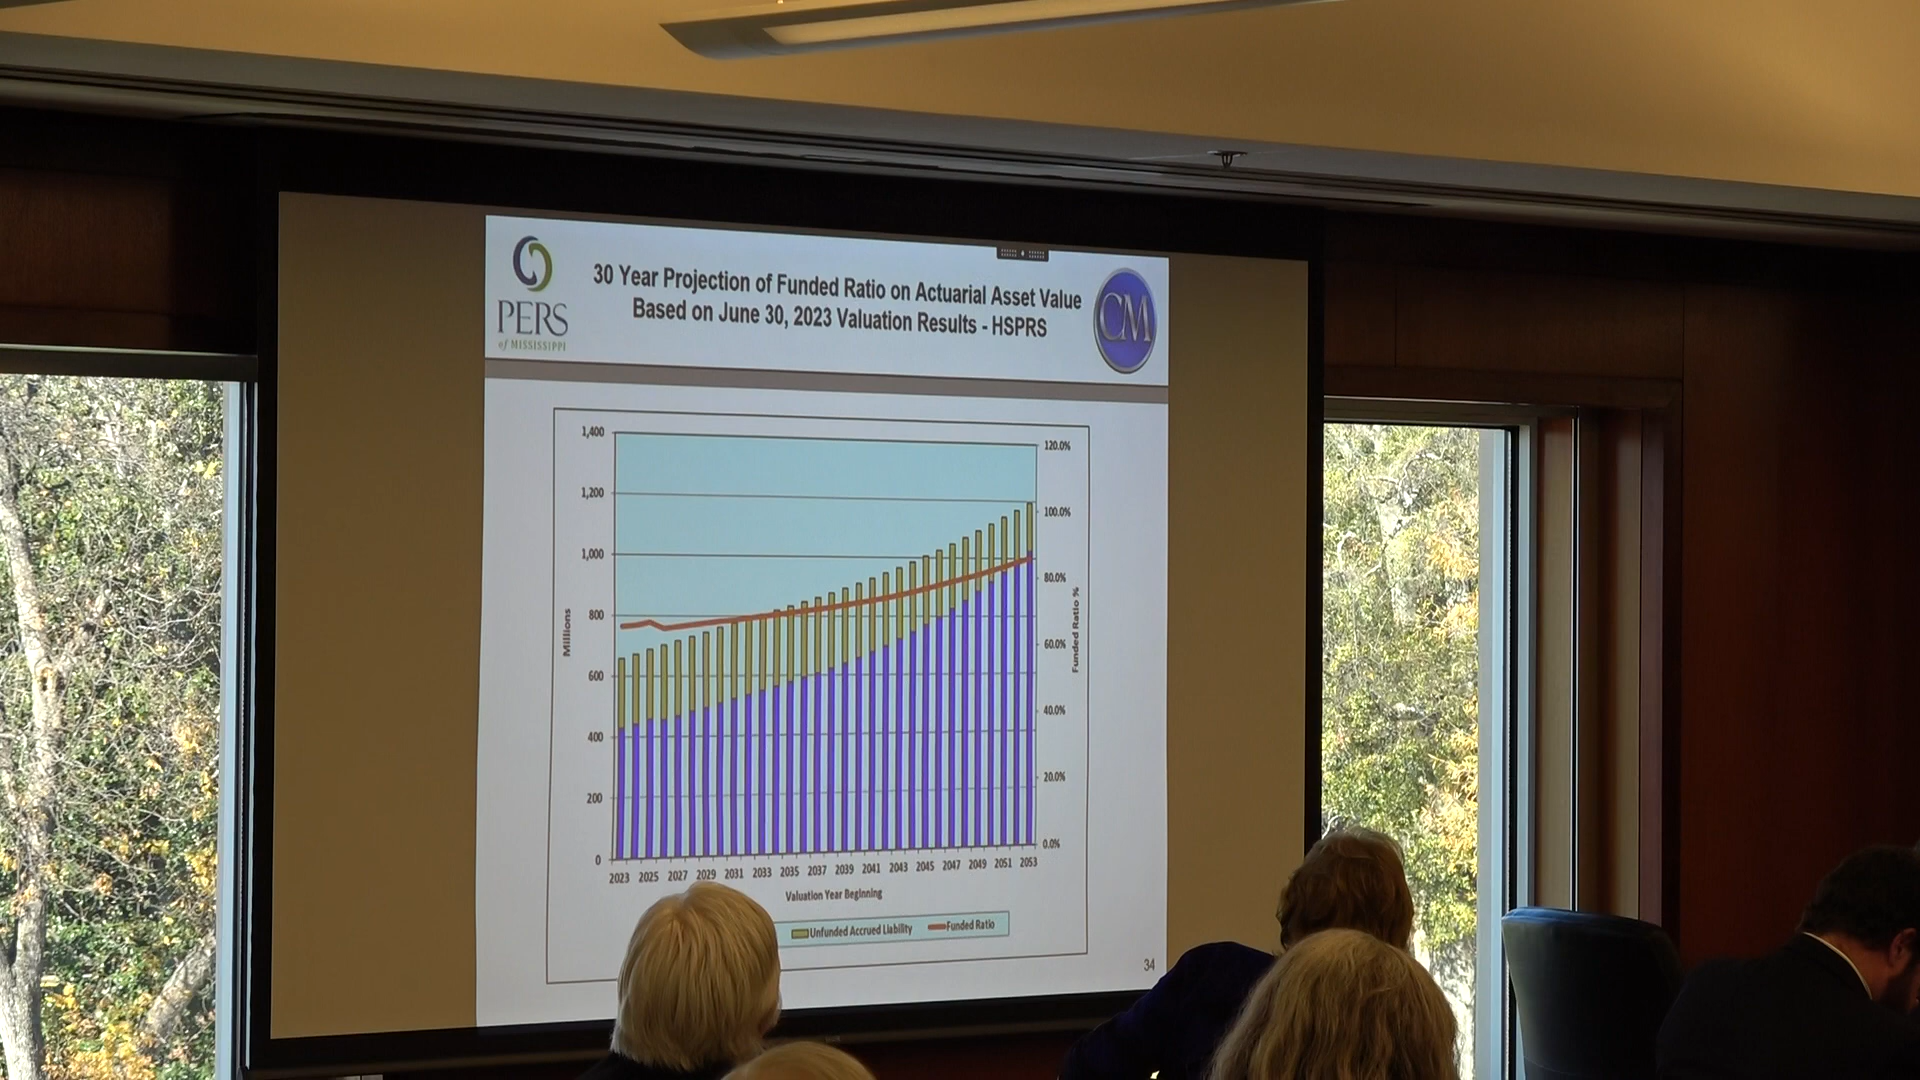 PERS
of MISSISSIPPI
30 Year Projection of Funded Ratio on Actuarial Asset Value
Based on June 30, 2023 Valuation Results - HSPRS
CM
1,400
1,200
1,000
800
600
400
200
0
Millions
120.0%
100.0%
80.0%
60.0%
40.0%
20.0%
0.0%
Funded Ratio %
2023 2025 2027 2029 2031 2033 2035 2037 2039 2041 2043 2045 2047 2049 2051 2053
Valuation Year Beginning
Unfunded Accrued Liability Funded Ratio
34